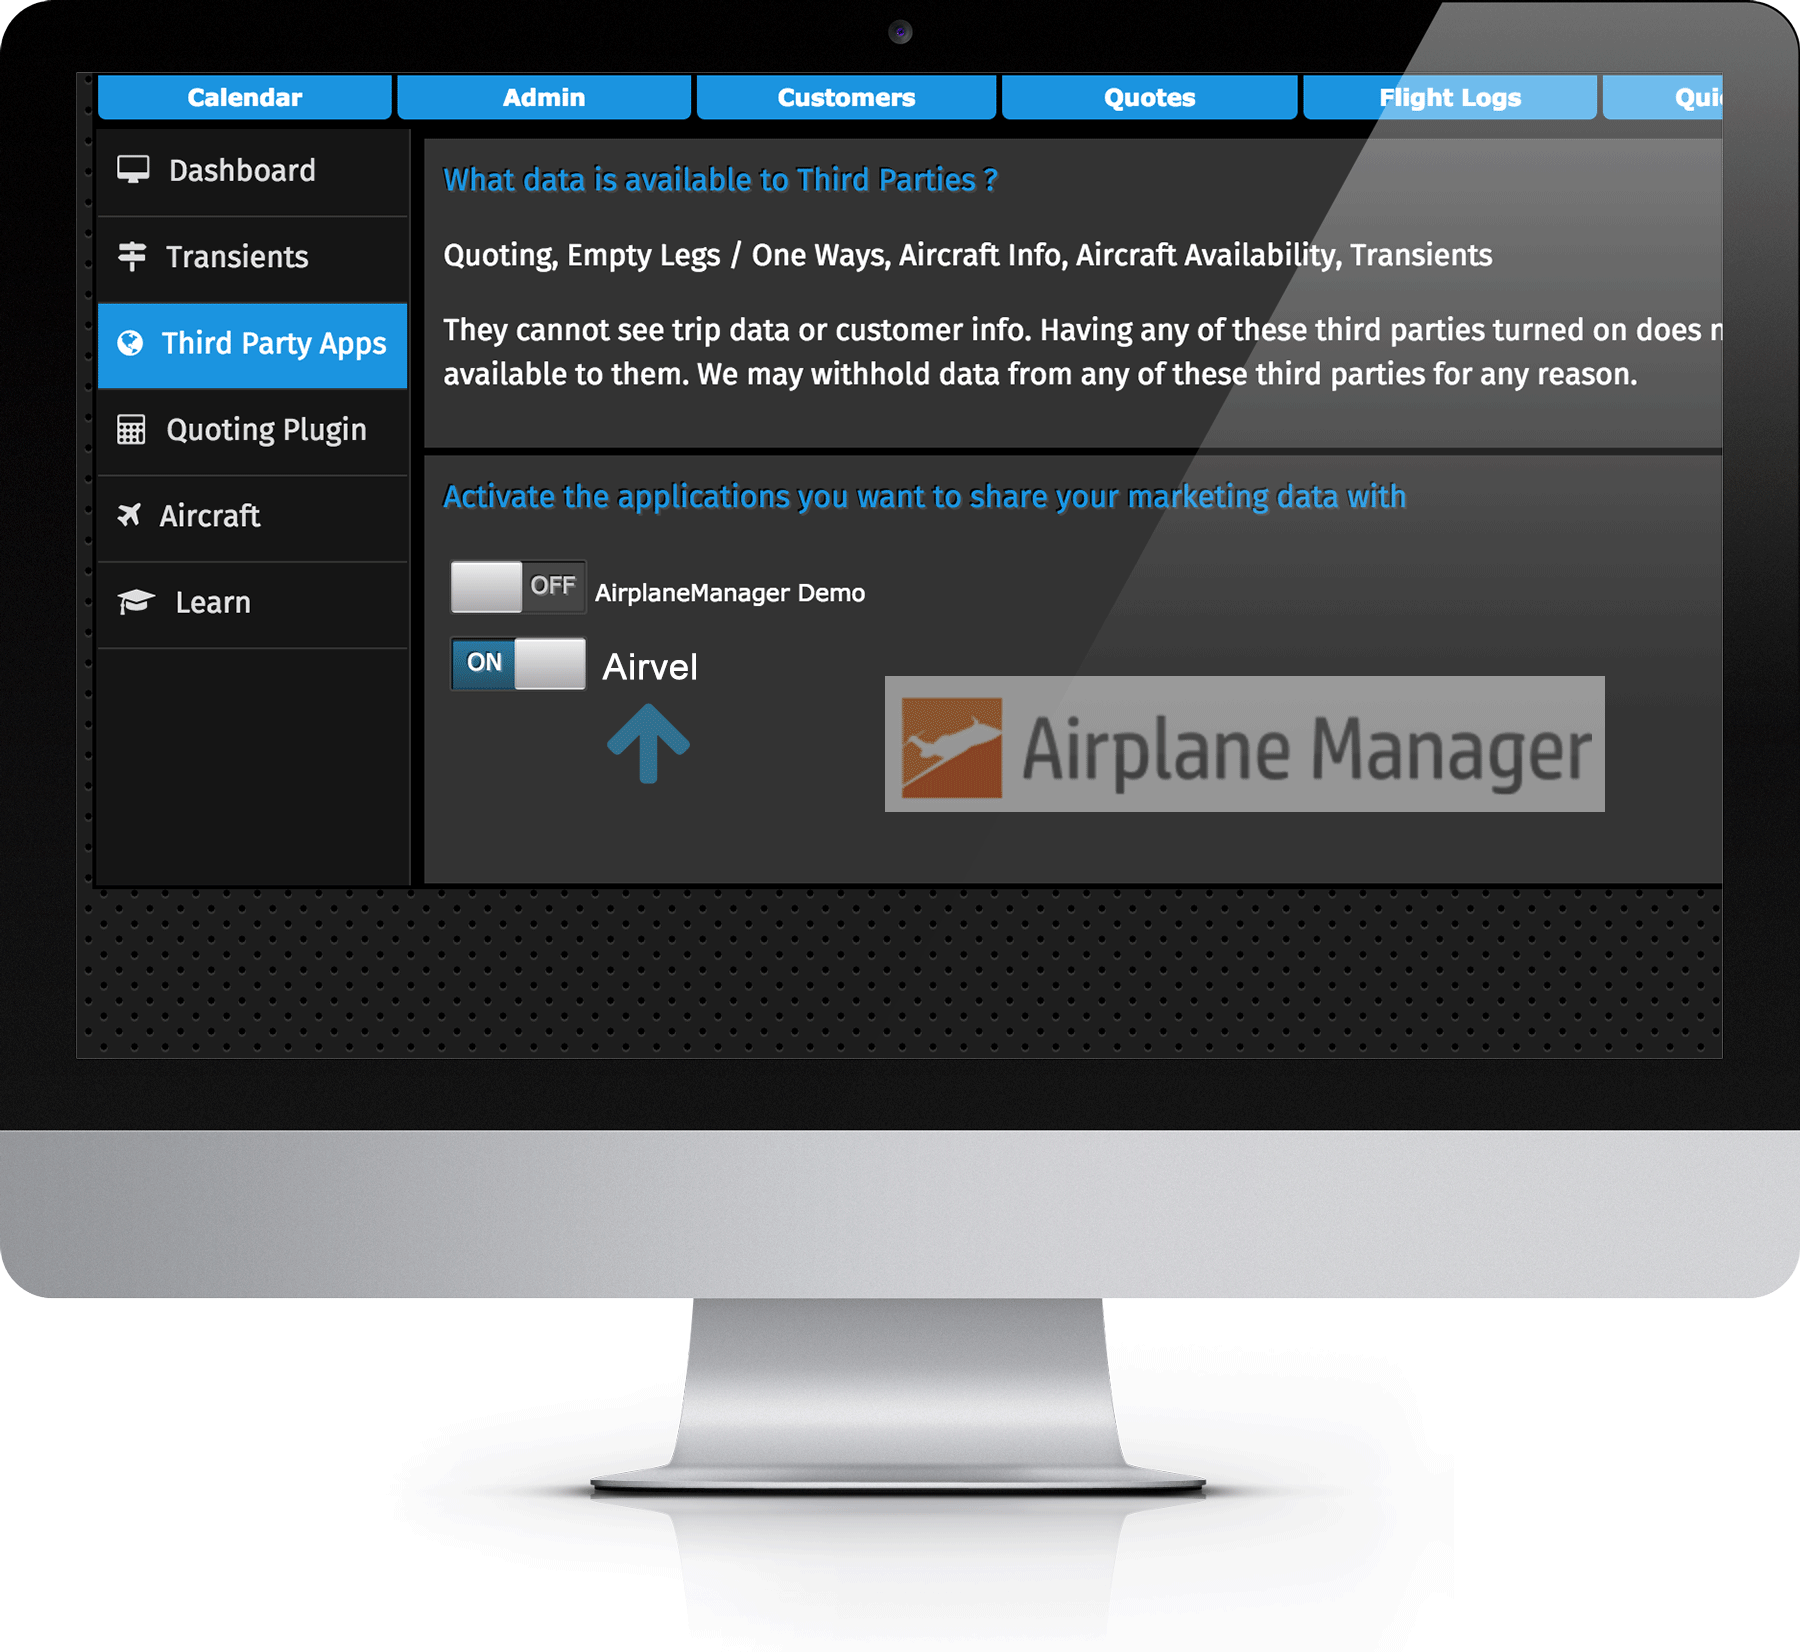 Calendar
Admin
Customers
Quotes
Flight Logs
Dashboard
Transients
Third Party Apps
Quoting Plugin
Aircraft
Learn
What data is available to Third Parties ?
Quoting, Empty Legs / One Ways, Aircraft Info, Aircraft Availability, Transients
They cannot see trip data or customer info. Having any of these third parties turned on does
available to them. We may withhold data from any of these third parties for any reason.
Activate the applications you want to share your marketing data with
OFF AirplaneManager Demo
ON Airvel
Airplane Manager